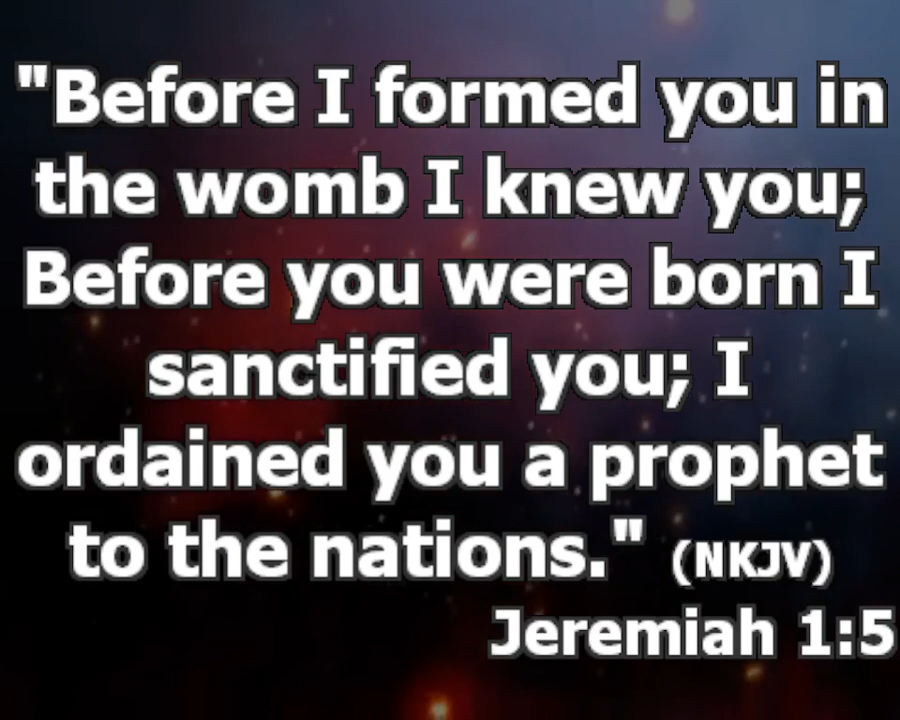 "Before I formed you in
the womb I knew you;
Before you were born I
sanctified you; I
ordained you a prophet
to the nations." (NKJV)
Jeremiah 1:5